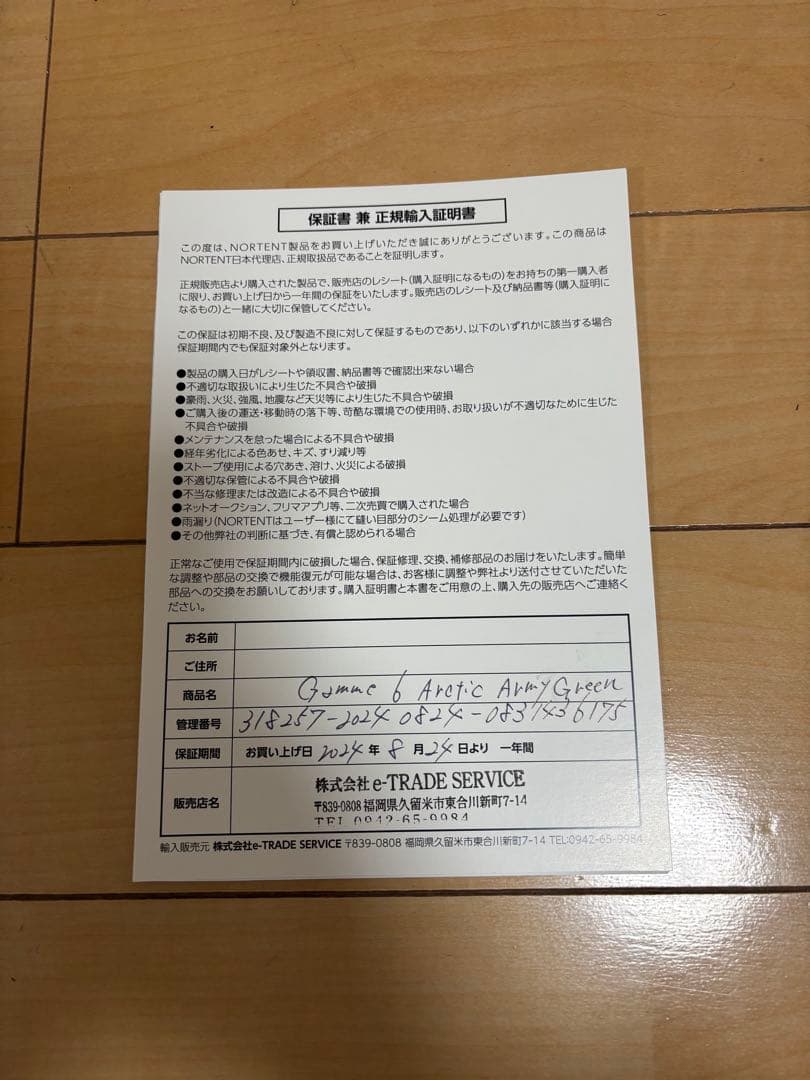 保証書 兼 正規輸入証明書
この度は、NORTENT製品をお買い上げいただき誠にありがとうございます。この商品は
NORTENT日本代理店、正規取扱品であることを証明します。
正規販売店より購入された製品で、販売店のレシート(購入証明になるもの)をお持ちの第一購入者
に限り、お買い上げ日から一年間の保証をいたします。販売店のレシート及び納品書等(購入証明に
なるもの)と一緒に大切に保管してください。
この保証は初期不良、及び製造不良に対して保証するものであり、以下のいずれかに該当する場合
保証期間内でも保証対象外となります。
●製品の購入日がレシートや領収書、納品書等で確認出来ない場合
●不適切な取扱いにより生じた不具合や破損
●豪雨、火災、強風、地震など天災等により生じた不具合や破損
●ご購入後の運送・移動時の落下等、苛酷な環境での使用時、お取り扱いが不適切なために生じた
不具合や破損
●メンテナンスを怠った場合による不具合や破損
●経年劣化による色あせ、キズ、すり減り等
●ストーブ使用による穴あき、溶け、火災による破損
●不適切な保管による不具合や破損
●不当な修理または改造による不具合や破損
●ネットオークション、フリマアプリ等、二次売買で購入された場合
●雨漏り(NORTENTはユーザー様にて縫い目部分のシーム処理が必要です)
●その他弊社の判断に基づき、有償と認められる場合
正常なご使用で保証期間内に破損した場合、保証修理、交換、補修部品のお届けをいたします。簡単
な調整や部品の交換で機能復元が可能な場合は、お客様に調整や弊社より送付させていただいた
部品への交換をお願いしております。購入証明書と本書をご用意の上、購入先の販売店へご連絡く
ださい。
お名前
ご住所
商品名 Gamme 6 Arctic Army Green
管理番号 318257-20240824-0837436175
保証期間 お買い上げ日 2024 年 8 月 24 日より 一年間
販売店名 株式会社 e-TRADE SERVICE
〒839-0808 福岡県久留米市東合川新町7-14
TEL 0942-65-9984
輸入販売元 株式会社e-TRADE SERVICE 〒839-0808 福岡県久留米市東合川新町7-14 TEL:0942-65-9984